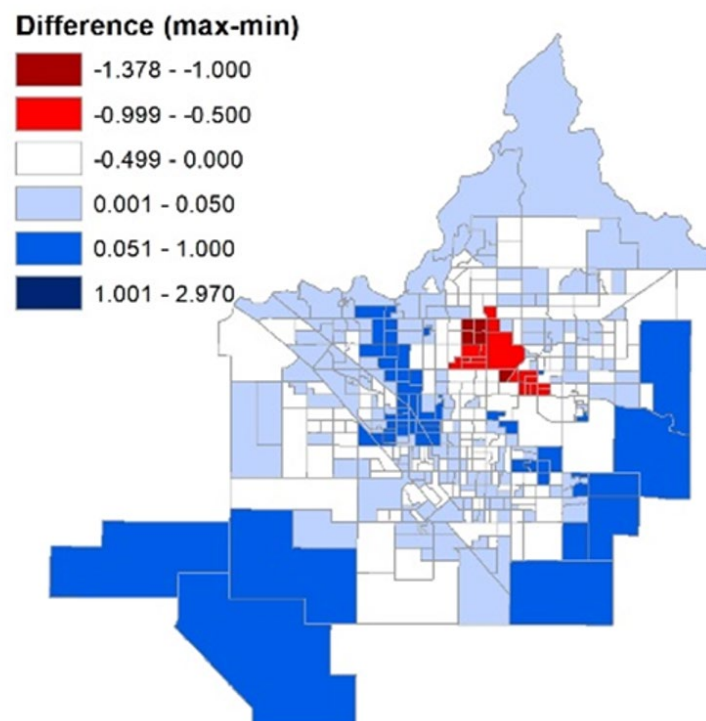 Difference (max-min)
-1.378 - -1.000
-0.999 - -0.500
-0.499 - 0.000
0.001 - 0.050
0.051 - 1.000
1.001 - 2.970